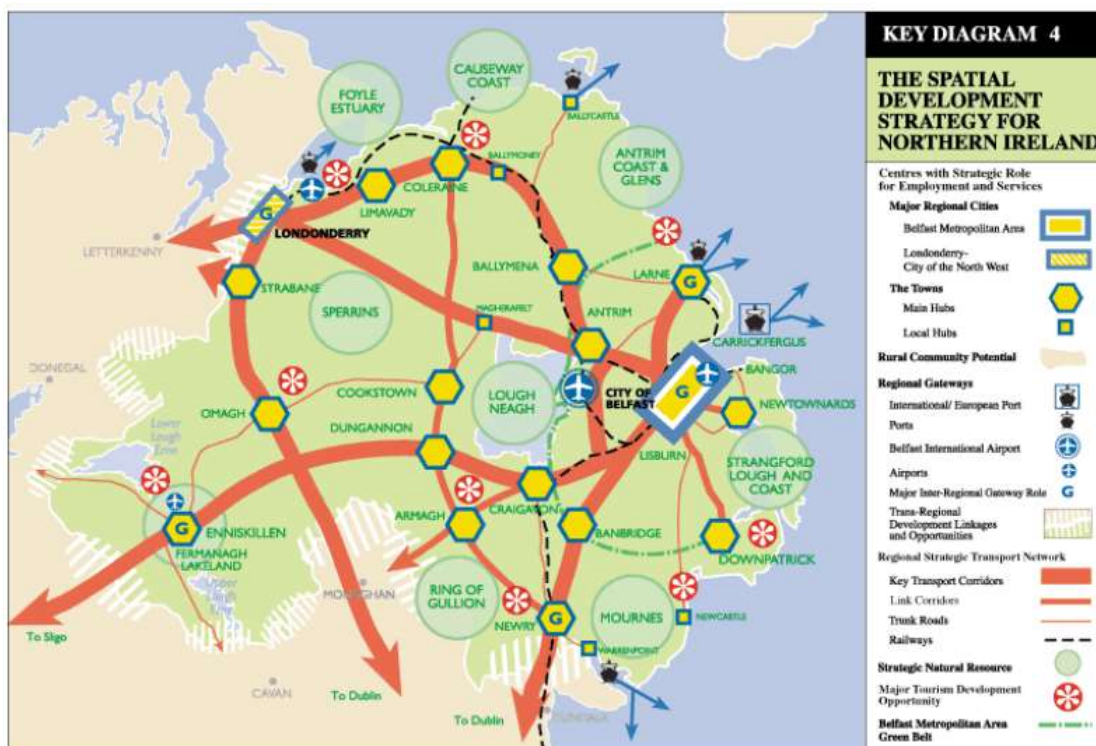 KEY DIAGRAM 4
THE SPATIAL
DEVELOPMENT
STRATEGY FOR
NORTHERN IRELAND
Centres with Strategic Role
for Employment and Services
Major Regional Cities
Belfast Metropolitan Area
Londonderry-
City of the North West
The Towns
Main Hubs
Local Hubs
Rural Community Potential
Regional Gateways
International/ European Port
Ports
Belfast International Airport
Airports
Major Inter-Regional Gateway Role
G
Trans-Regional
Development Linkages
and Opportunities
Regional Strategic Transport Network
Key Transport Corridors
Link Corridors
Trunk Roads
Railways
Strategic Natural Resource
Major Tourism Development
Opportunity
Belfast Metropolitan Area
Green Belt
FOYLE
ESTUARY
CAUSEWAY
COAST
BALLYCASTLE
ANTRIM
COAST &
GLENS
BALLYMONEY
COLERAINE
LIMAVADY
G
LONDONDERRY
LETTERKENNY
STRABANE
BALLYMENA
LARNE
G
SPERRINS
MAGHERAFELT
ANTRIM
CARRICKFERGUS
DONEGAL
BANGOR
CITY OF
BELFAST
G
COOKSTOWN
LOUGH
NEAGH
NEWTOWNARDS
OMAGH
DUNGANNON
Lower
Lough
Erne
LISBURN
STRANGFORD
LOUGH AND
COAST
CRAIGAVON
ARMAGH
BANBRIDGE
G
ENNISKILLEN
FERMANAGH
LAKELAND
DOWNPATRICK
Upper
Lough
Erne
MONAGHAN
RING OF
GULLION
MOURNES
NEWCASTLE
NEWRY
G
To Sligo
WARRENPOINT
CAVAN
To Dublin
To Dublin
DUNDALK